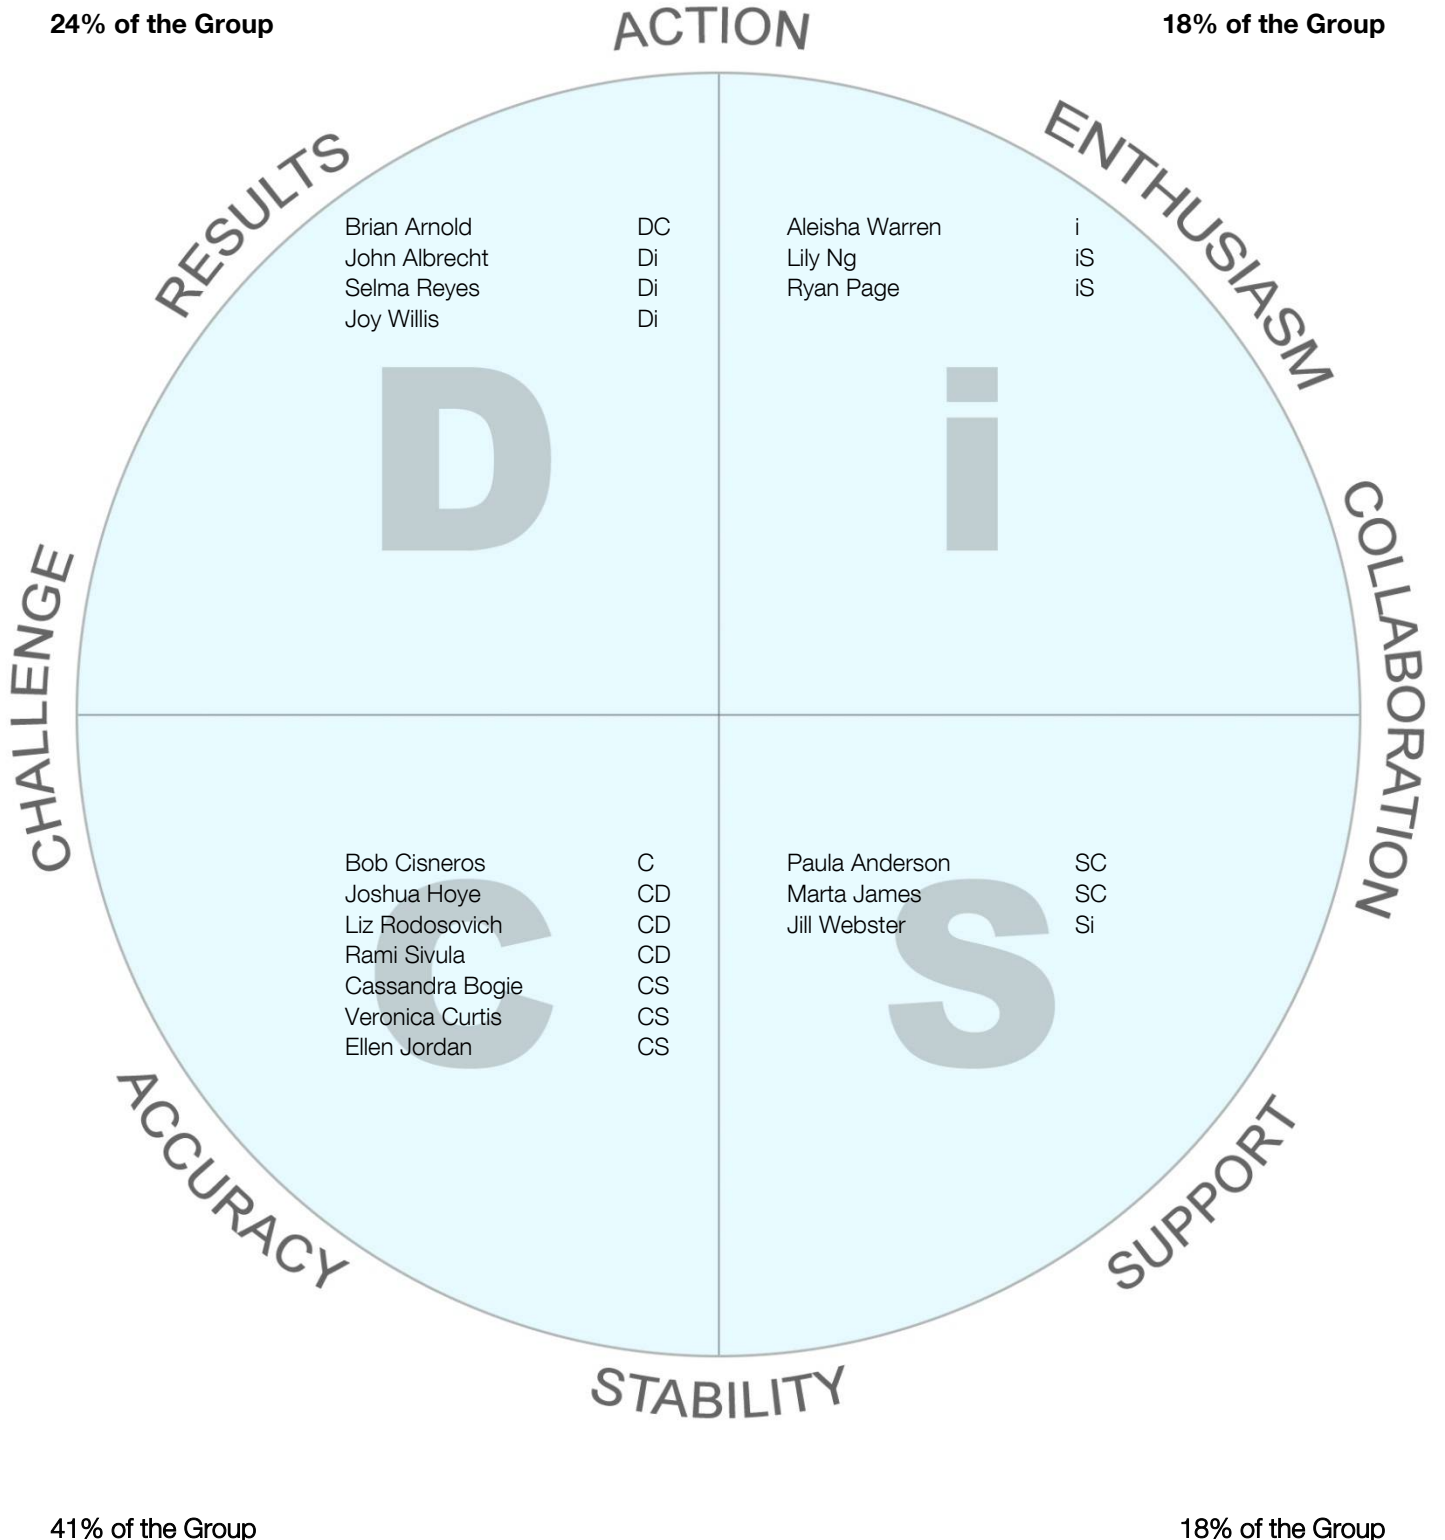 24% of the Group
ACTION
18% of the Group
RESULTS
ENTHUSIASM
Brian Arnold DC
John Albrecht Di
Selma Reyes Di
Joy Willis Di
Aleisha Warren i
Lily Ng iS
Ryan Page iS
D
i
CHALLENGE
COLLABORATION
Bob Cisneros C
Joshua Hoye CD
Liz Rodosovich CD
Rami Sivula CD
Cassandra Bogie CS
Veronica Curtis CS
Ellen Jordan CS
Paula Anderson SC
Marta James SC
Jill Webster Si
C
S
ACCURACY
SUPPORT
STABILITY
41% of the Group
18% of the Group